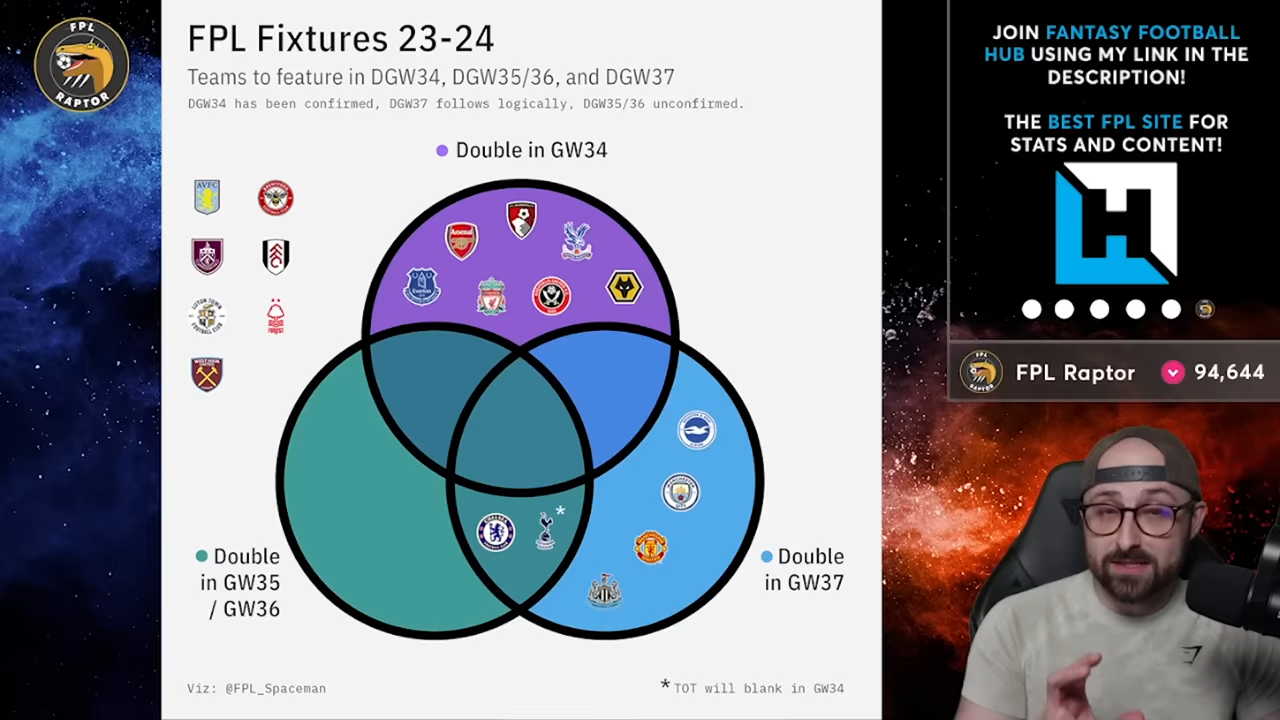 FPL
RAPTOR
FPL Fixtures 23-24
Teams to feature in DGW34, DGW35/36, and DGW37
DGW34 has been confirmed, DGW37 follows logically, DGW35/36 unconfirmed.
Double in GW34
AVFC
Arsenal
Everton
Double
in GW35
/ GW36
*
Double
in GW37
Viz: @FPL_Spaceman
* TOT will blank in GW34
JOIN FANTASY FOOTBALL
HUB USING MY LINK IN THE
DESCRIPTION!
THE BEST FPL SITE FOR
STATS AND CONTENT!
FPL Raptor
94,644